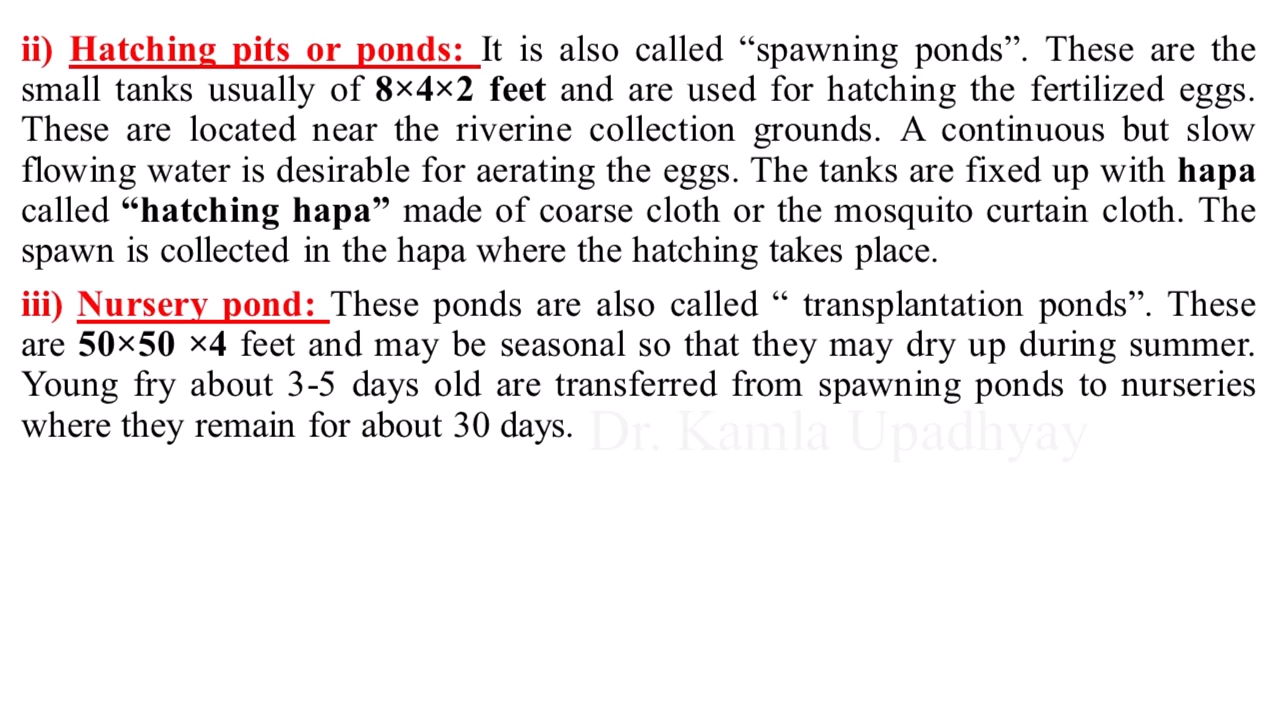 ii) Hatching pits or ponds: It is also called “spawning ponds”. These are the
small tanks usually of 8×4×2 feet and are used for hatching the fertilized eggs.
These are located near the riverine collection grounds. A continuous but slow
flowing water is desirable for aerating the eggs. The tanks are fixed up with hapa
called “hatching hapa” made of coarse cloth or the mosquito curtain cloth. The
spawn is collected in the hapa where the hatching takes place.
iii) Nursery pond: These ponds are also called “ transplantation ponds”. These
are 50×50 ×4 feet and may be seasonal so that they may dry up during summer.
Young fry about 3-5 days old are transferred from spawning ponds to nurseries
where they remain for about 30 days.
Dr. Kamla Upadhyay